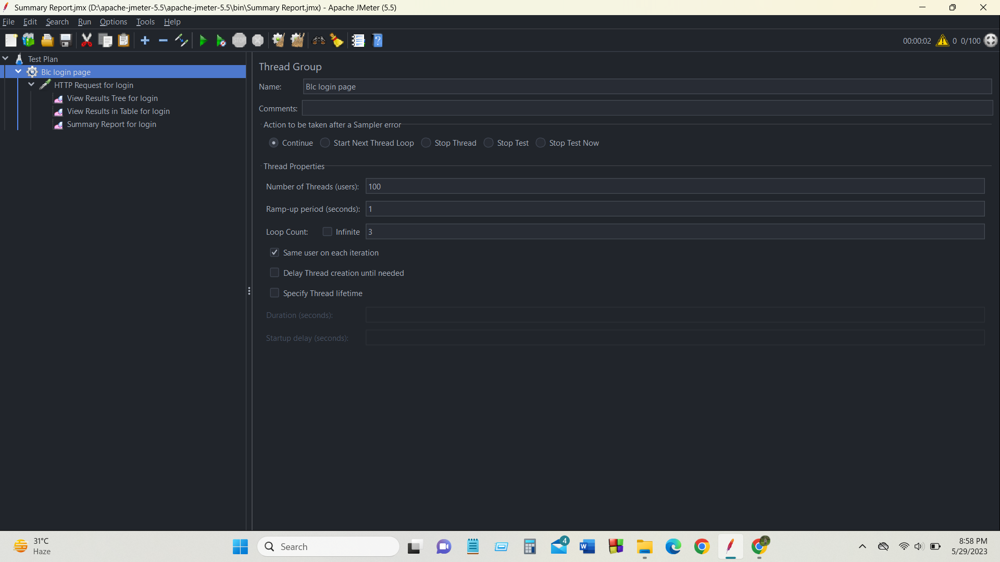 Summary Report.jmx (D:\apache-jmeter-5.5\apache-jmeter-5.5\bin\Summary Report.jmx) - Apache JMeter (5.5)
File Edit Search Run Options Tools Help
STOP
00:00:02 0 0/100
Test Plan
Blc login page
HTTP Request for login
View Results Tree for login
View Results in Table for login
Summary Report for login
Thread Group
Name: Blc login page
Comments:
Action to be taken after a Sampler error
Continue Start Next Thread Loop Stop Thread Stop Test Stop Test Now
Thread Properties
Number of Threads (users): 100
Ramp-up period (seconds): 1
Loop Count: Infinite 3
Same user on each iteration
Delay Thread creation until needed
Specify Thread lifetime
Duration (seconds):
Startup delay (seconds):
31°C
Haze
Search
4
W
8:58 PM
5/29/2023